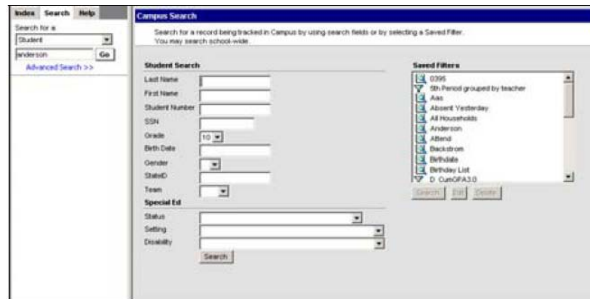 Index Search Help
Search for a
Student
anderson Go
Advanced Search >>
Campus Search
Search for a record being tracked in Campus by using search fields or by selecting a Saved Filter.
You may search school-wide.
Student Search
Last Name
First Name
Student Number
SSN
Grade 10
Birth Date
Gender
StateID
Team
Special Ed
Status
Setting
Disability
Search
Saved Filters
0395
5th Period grouped by teacher
Aas
Absent Yesterday
All Households
Anderson
Attend
Backstrom
Birthdate
Birthday List
D CumGPA3.0
Search Edit Delete